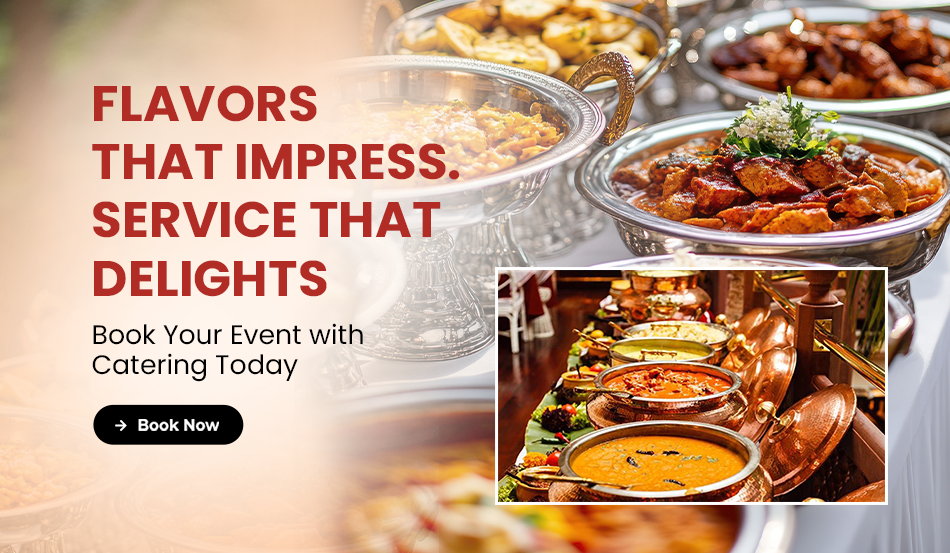 FLAVORS
THAT IMPRESS.
SERVICE THAT
DELIGHTS
Book Your Event with
Catering Today
→ Book Now